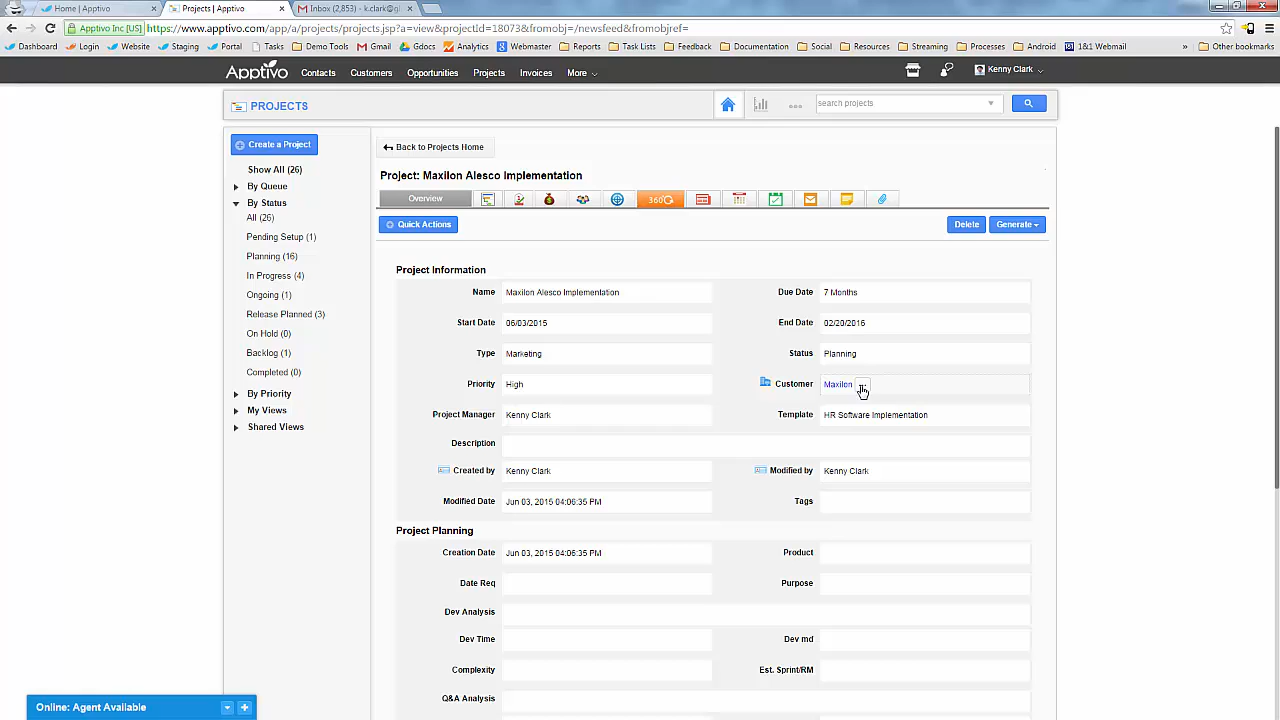 Home | Apptivo
Projects | Apptivo
Inbox (2,853) - k.clark@gl
Apptivo Inc [US] https://www.apptivo.com/app/a/projects/projects.jsp?a=view&projectId=18073&fromobj=/newsfeed&fromobjref=
Dashboard Login Website Staging Portal Tasks Demo Tools Gmail Gdocs Analytics Webmaster Reports Task Lists Feedback Documentation Social Resources Streaming Processes Android 1&1 Webmail » Other bookmarks
Apptivo Contacts Customers Opportunities Projects Invoices More Kenny Clark
PROJECTS search projects
Create a Project
Show All (26)
By Queue
By Status
All (26)
Pending Setup (1)
Planning (16)
In Progress (4)
Ongoing (1)
Release Planned (3)
On Hold (0)
Backlog (1)
Completed (0)
By Priority
My Views
Shared Views
Back to Projects Home
Project: Maxilon Alesco Implementation
Overview 360
Quick Actions Delete Generate
Project Information
Name Maxilon Alesco Implementation Due Date 7 Months
Start Date 06/03/2015 End Date 02/20/2016
Type Marketing Status Planning
Priority High Customer Maxilon
Project Manager Kenny Clark Template HR Software Implementation
Description
Created by Kenny Clark Modified by Kenny Clark
Modified Date Jun 03, 2015 04:06:35 PM Tags
Project Planning
Creation Date Jun 03, 2015 04:06:35 PM Product
Date Req Purpose
Dev Analysis
Dev Time Dev md
Complexity Est. Sprint/RM
Q&A Analysis
Online: Agent Available